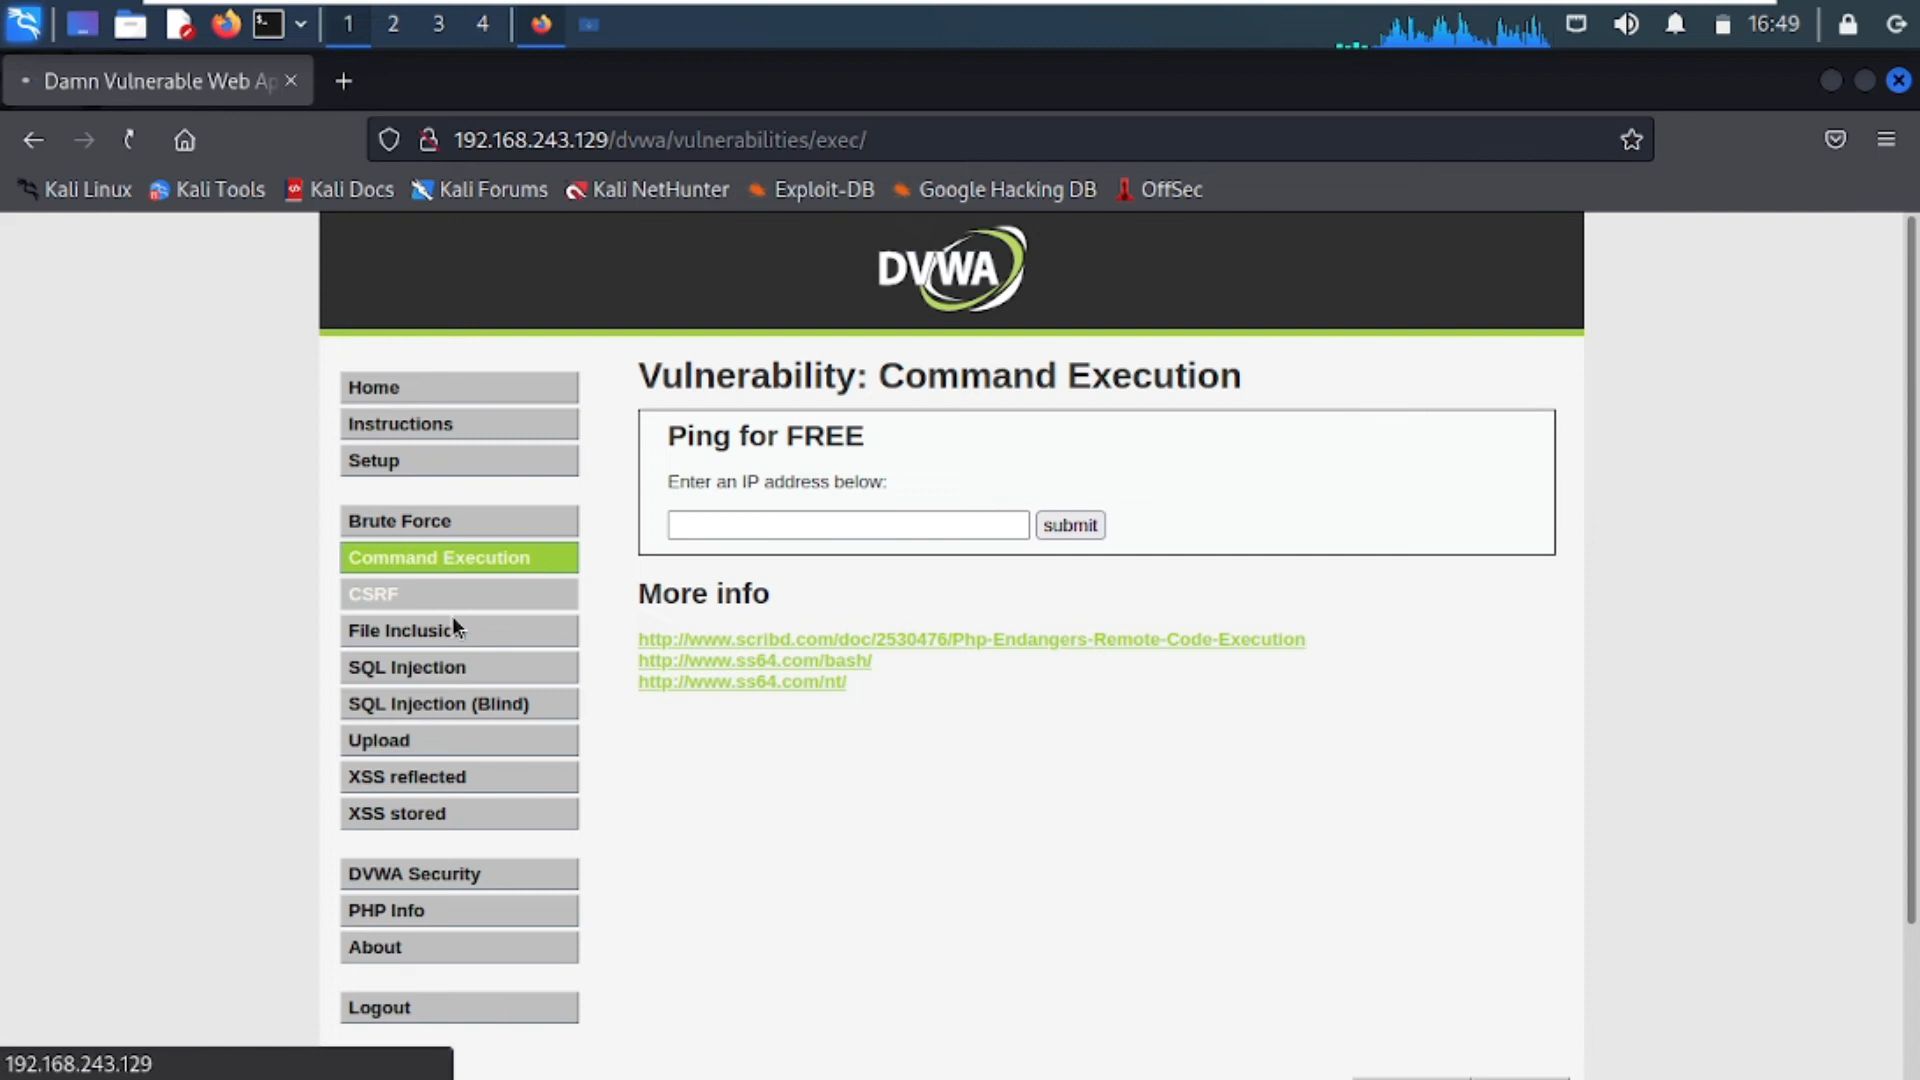 1 2 3 4 16:49
Damn Vulnerable Web Ap
192.168.243.129/dvwa/vulnerabilities/exec/
Kali Linux Kali Tools Kali Docs Kali Forums Kali NetHunter Exploit-DB Google Hacking DB OffSec
DVWA
Home
Instructions
Setup
Brute Force
Command Execution
CSRF
File Inclusio
SQL Injection
SQL Injection (Blind)
Upload
XSS reflected
XSS stored
DVWA Security
PHP Info
About
Logout
Vulnerability: Command Execution
Ping for FREE
Enter an IP address below:
submit
More info
http://www.scribd.com/doc/2530476/Php-Endangers-Remote-Code-Execution
http://www.ss64.com/bash/
http://www.ss64.com/nt/
192.168.243.129